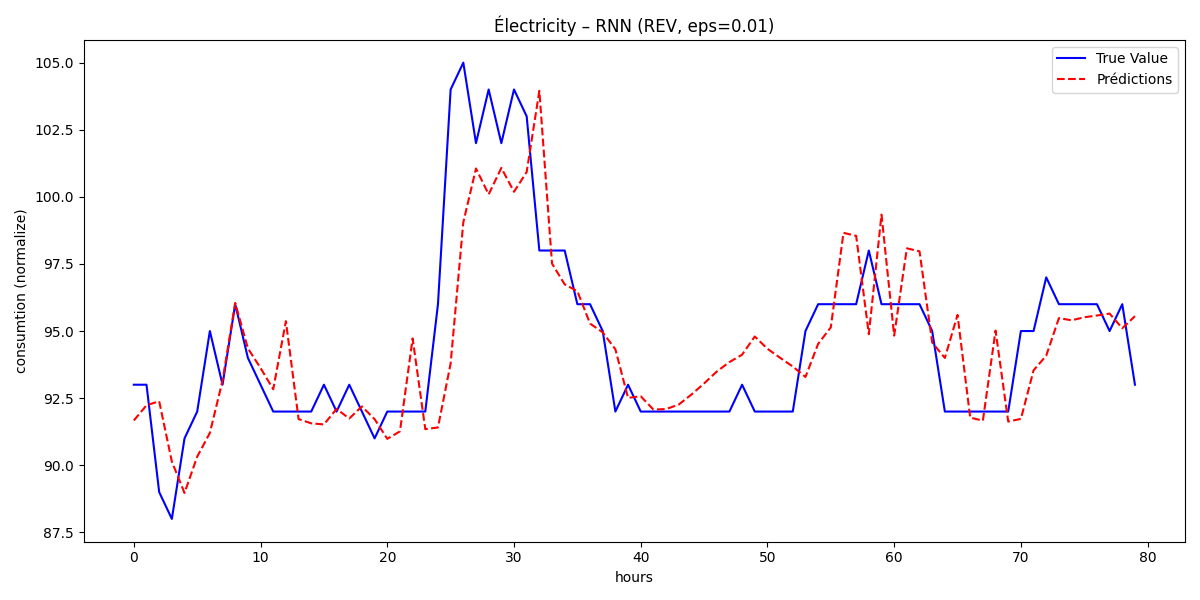 Électricity – RNN (REV, eps=0.01)
True Value
Prédictions
consumtion (normalize)
105.0
102.5
100.0
97.5
95.0
92.5
90.0
87.5
0 10 20 30 40 50 60 70 80
hours